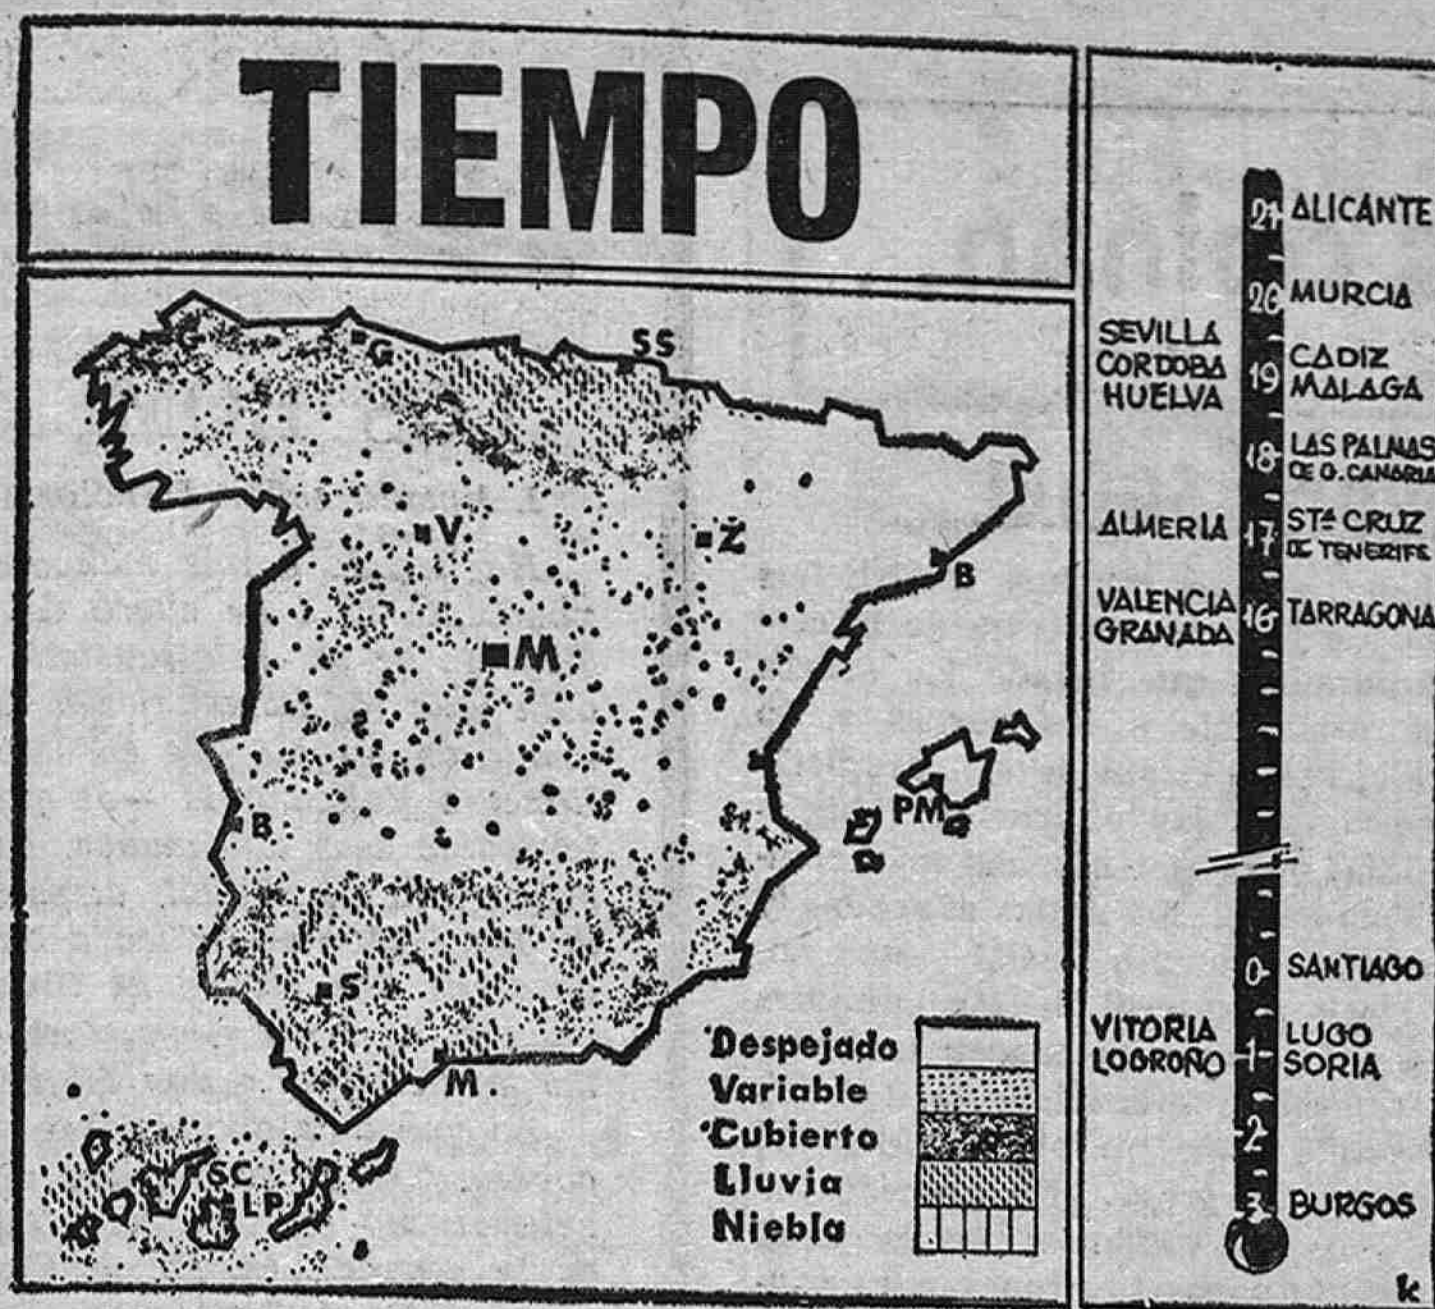 TIEMPO
C
G
SS
V
Z
B
M
PM
B
S
M.
SC
LP
Despejado
Variable
Cubierto
Lluvia
Niebla
21 ALICANTE
20 MURCIA
SEVILLA
CORDOBA
HUELVA
19
CADIZ
MALAGA
18
LAS PALMAS
DE G. CANARIA
ALMERIA
17
STA CRUZ
DE TENERIFE
VALENCIA
GRANADA
16
TARRAGONA
0 SANTIAGO
VITORIA
LOGROÑO
1
LUGO
SORIA
2
3 BURGOS
k